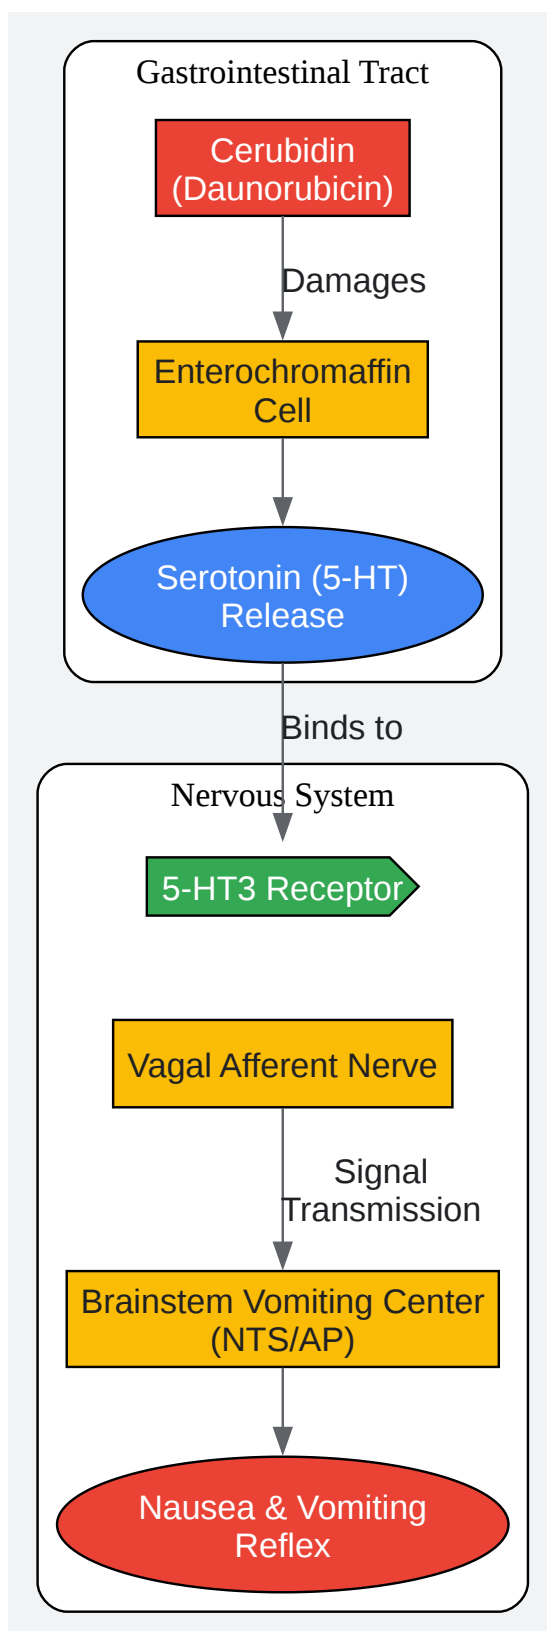 Gastrointestinal Tract
Cerubidin
(Daunorubicin)
Damages
Enterochromaffin
Cell
Serotonin (5-HT)
Release
Binds to
Nervous System
5-HT3 Receptor
Vagal Afferent Nerve
Signal
Transmission
Brainstem Vomiting Center
(NTS/AP)
Nausea & Vomiting
Reflex